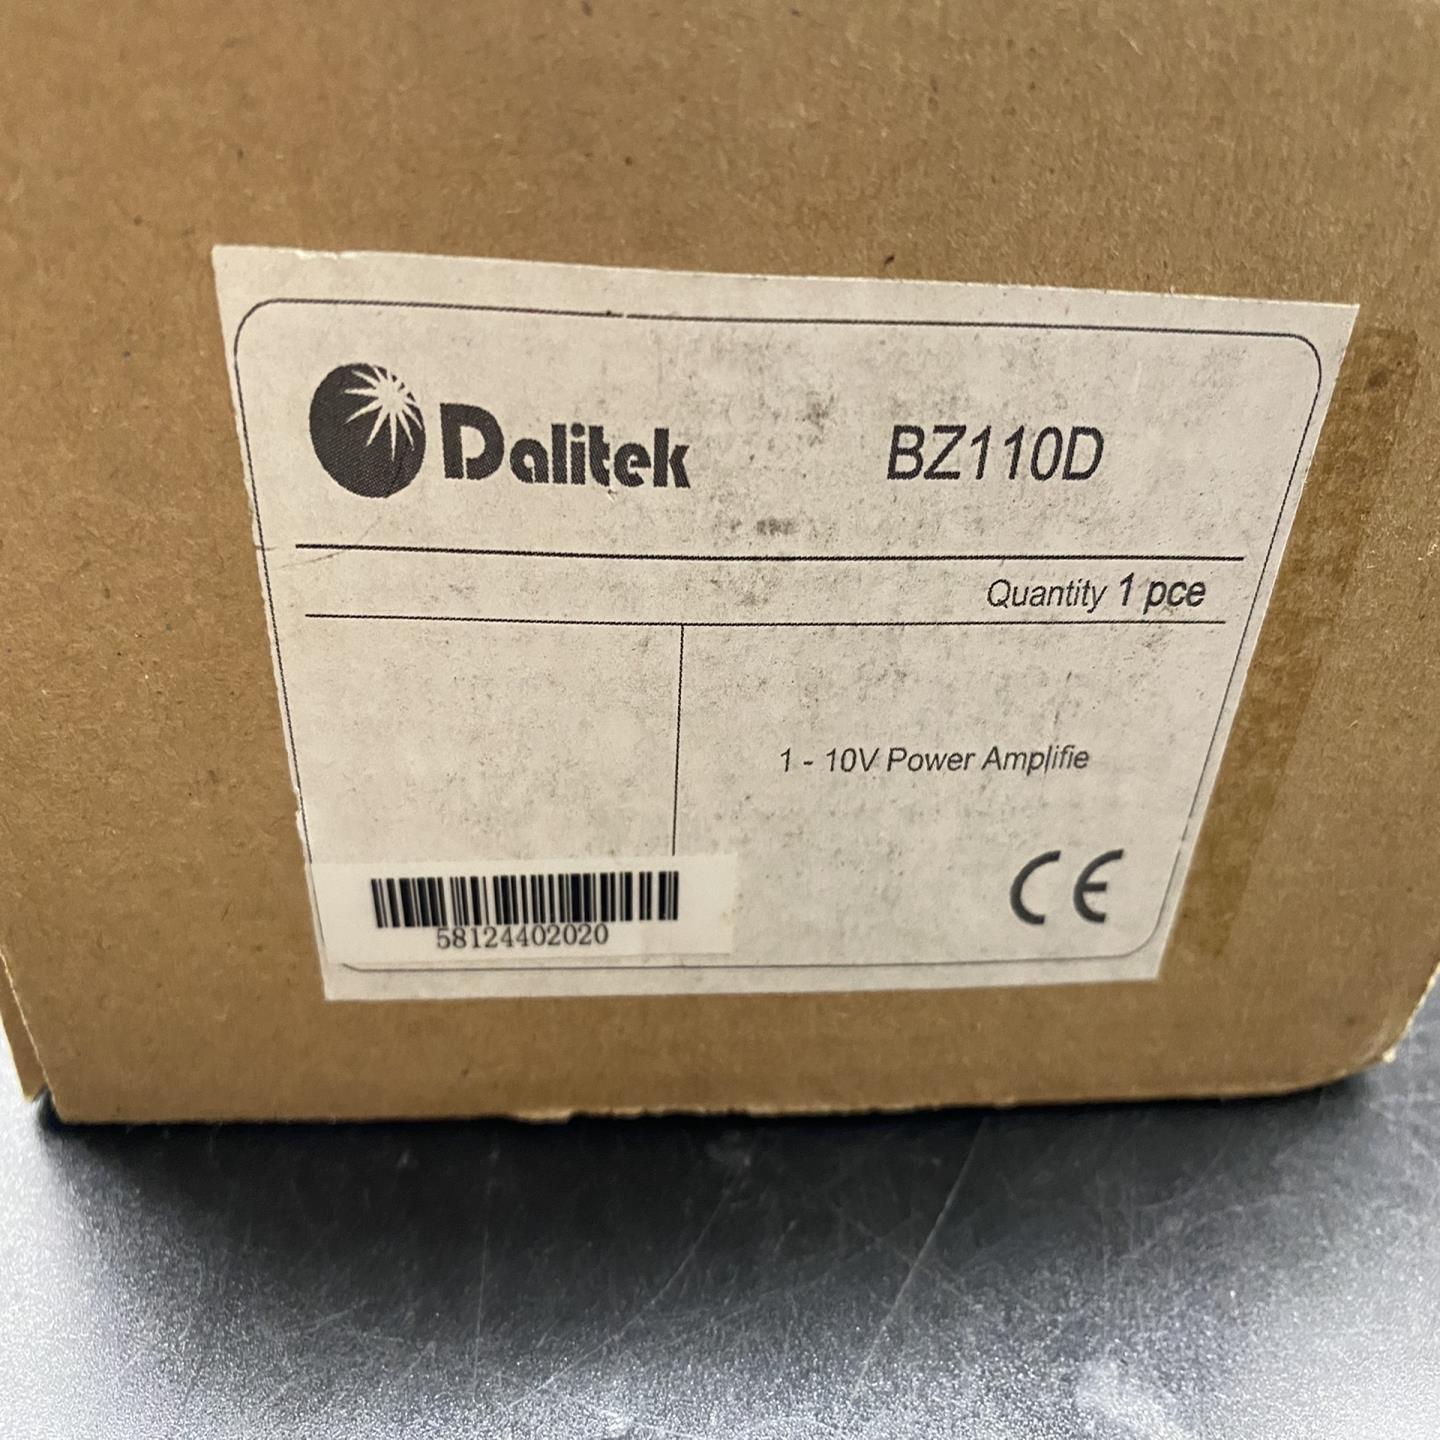 Dalitek
BZ110D
Quantity 1 pce
1 - 10V Power Amplifie
CE
58124402020